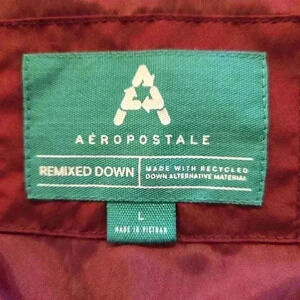 AÉROPOSTALE
REMIXED DOWN
MADE WITH RECYCLED
DOWN ALTERNATIVE MATERIAL
L
MADE IN VIETNAM